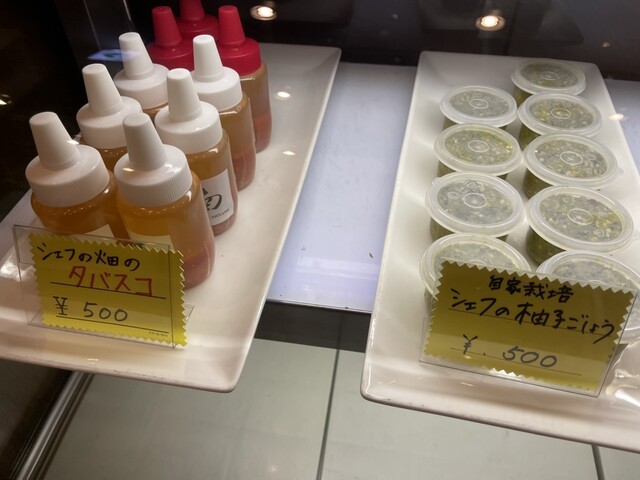 シェフの畑の
タバスコ
¥500
自家栽培
シェフの柚子ごしょう
¥.500